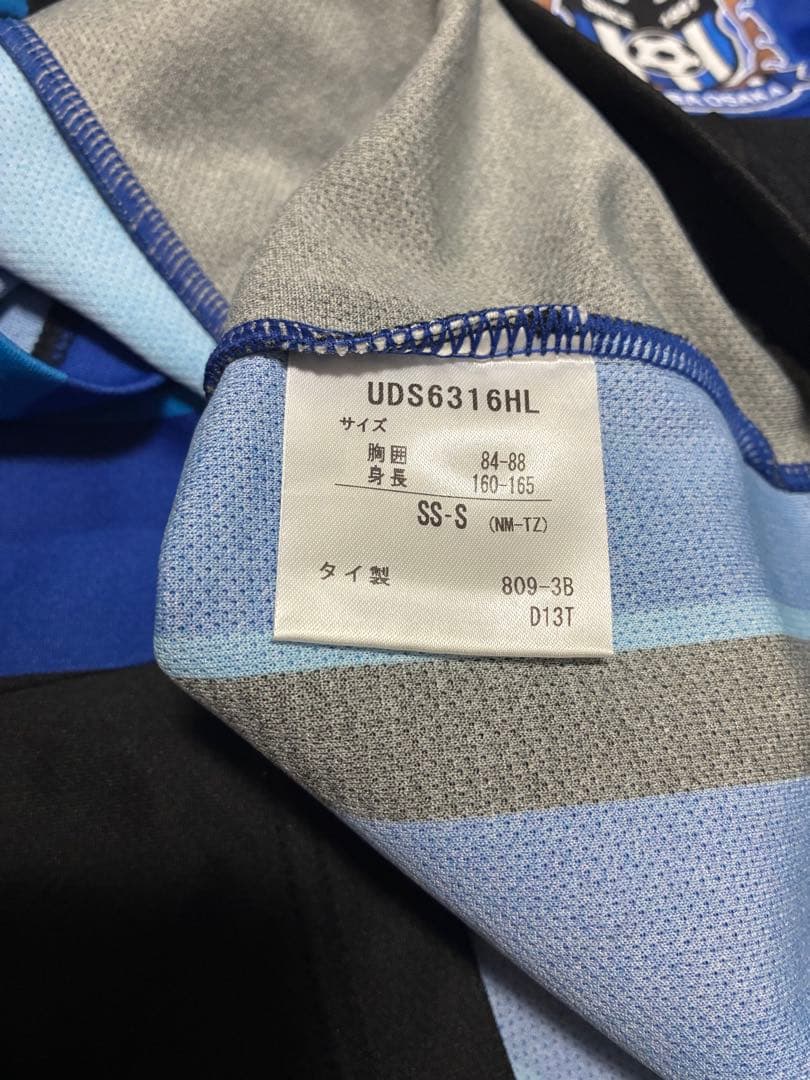 OSAKA
UDS6316HL
サイズ
胸囲 84-88
身長 160-165
SS-S (NM-TZ)
タイ製 809-3B
D13T